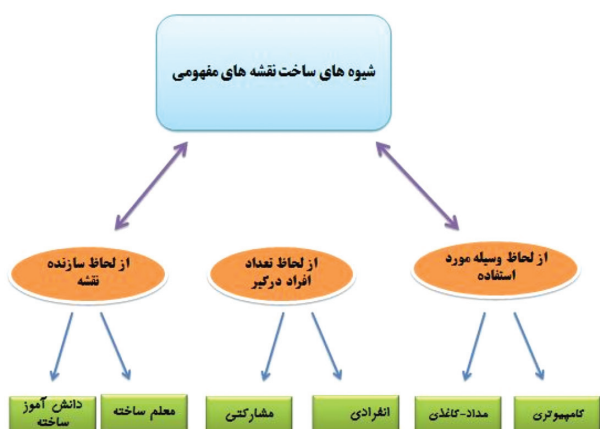 شیوه های ساخت نقشه های مفهومی
از لحاظ وسیله مورد
استفاده
از لحاظ تعداد
افراد درگیر
از لحاظ سازنده
نقشه
کامپیوتری
مداد-کاغذی
انفرادی
مشارکتی
معلم ساخته
دانش آموز
ساخته